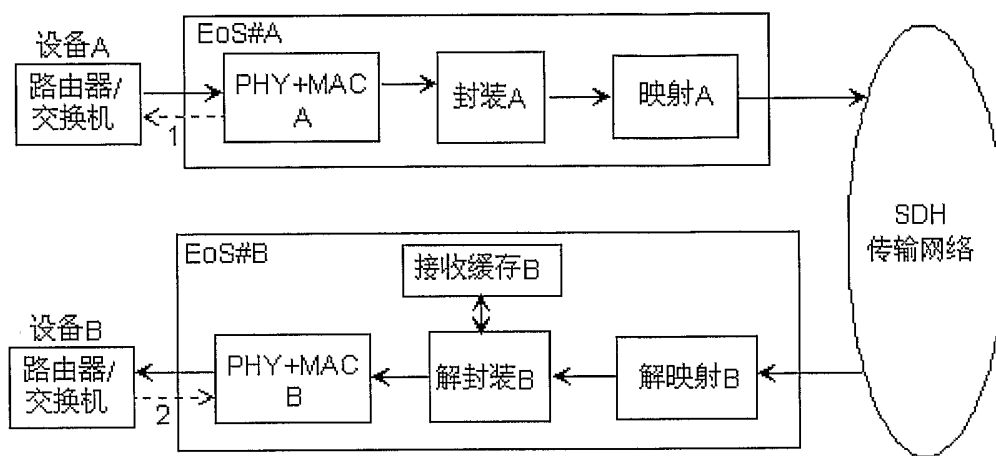 EoS#A
设备A
路由器/
交换机
1
PHY+MAC
A
封装A
映射A
SDH
传输网络
EoS#B
接收缓存B
设备B
路由器/
交换机
2
PHY+MAC
B
解封装B
解映射B